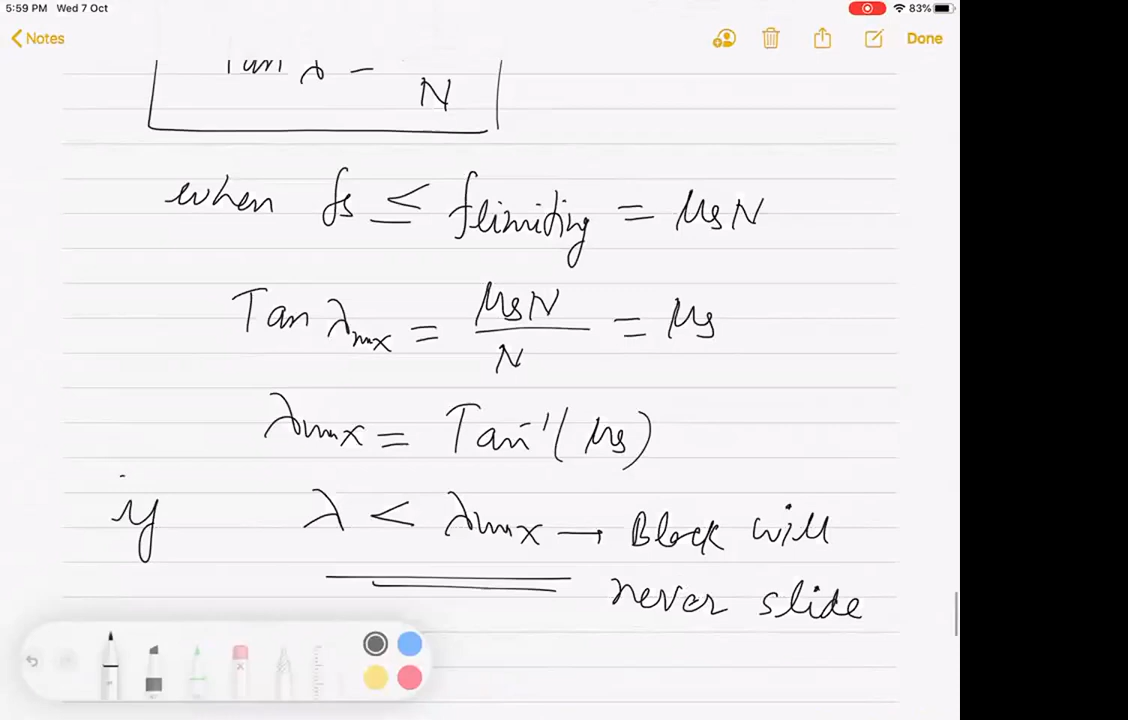 5:59 PM Wed 7 Oct 83%
Notes Done
Tan λ =
N
when fs ≤ flimiting = μsN
Tan λmax = μsN / N = μs
λmax = Tan⁻¹(μs)
if λ < λmax → Block will
never slide